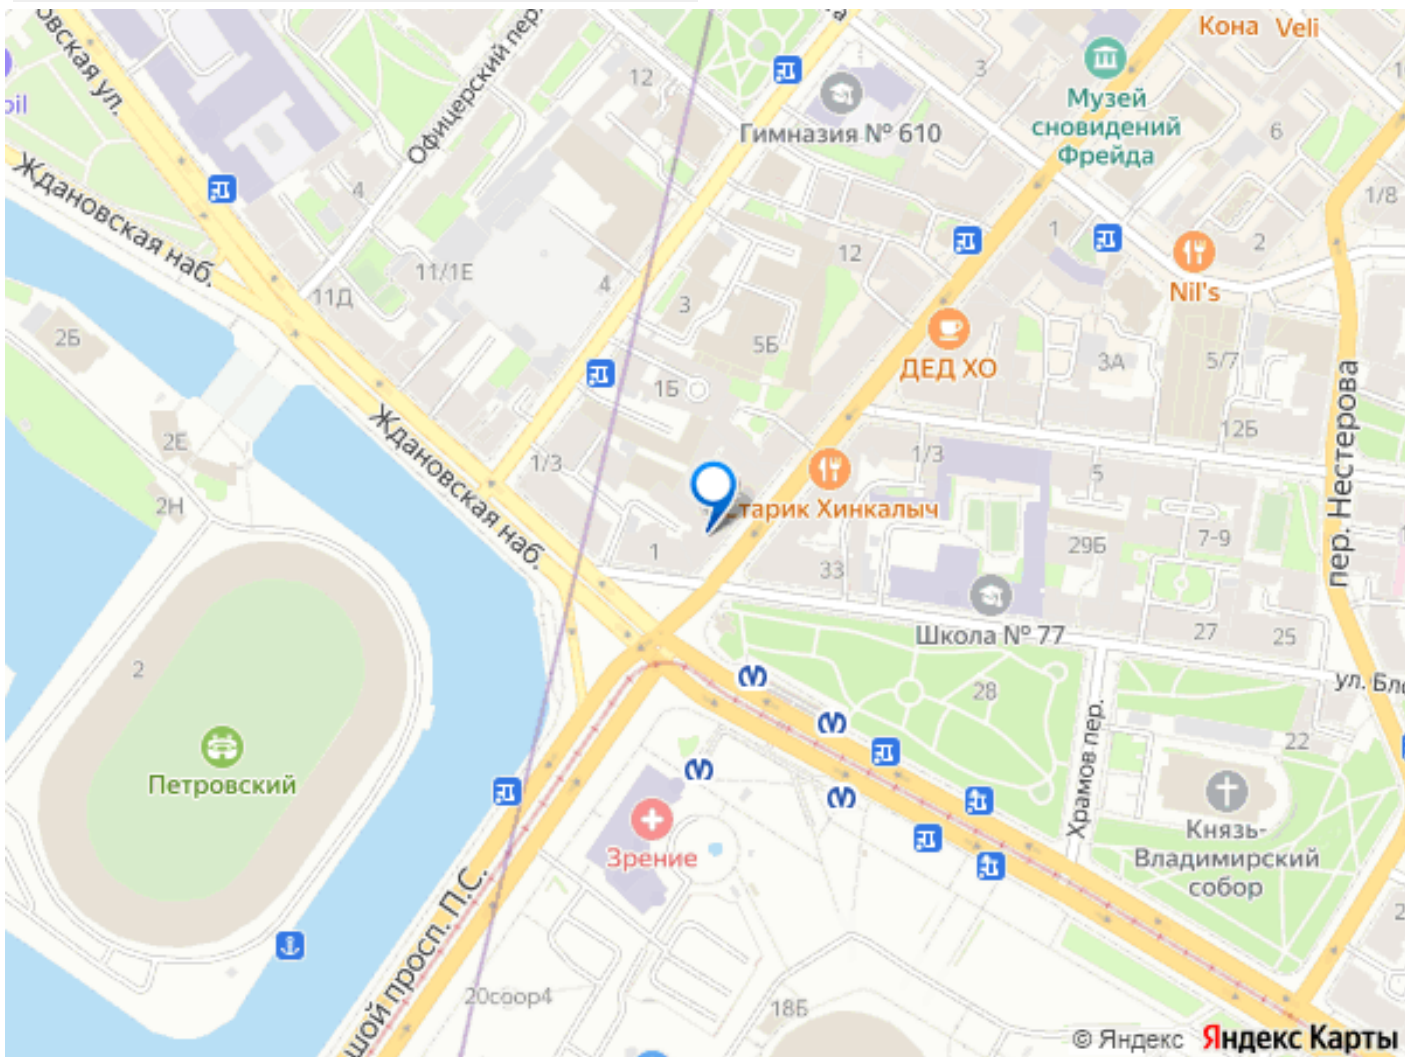 Кона
Veli
Офицерский пер.
12
3
Музей
сновидений
Фрейда
Гимназия № 610
6
Ждановская наб.
4
1/8
1
2
12
11/1Е
11Д
4
3
Nil's
2Б
5Б
ДЕД ХО
3А
5/7
1Б
пер. Нестерова
12Б
Ждановская наб.
2Е
1/3
1/3
5
2Н
тарик Хинкалыч
1
29Б
7-9
33
Школа № 77
27
25
2
28
ул. Бло
Храмов пер.
22
Петровский
Зрение
Князь-
Владимирский
собор
шой просп. П.С.
20соор4
18Б
© Яндекс
Яндекс Карты